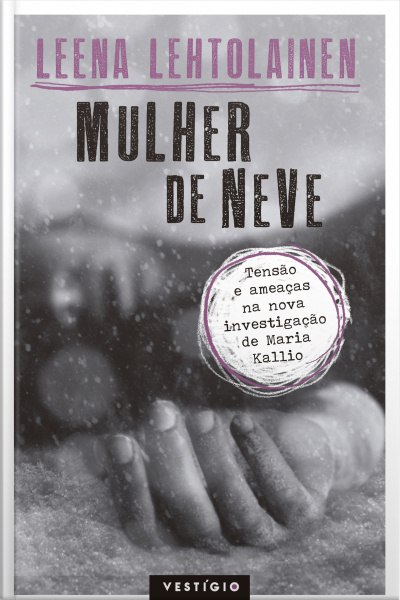 LEENA LEHTOLAINEN
MULHER
DE NEVE
Tensão
e ameaças
na nova
investigação
de Maria
Kallio
VESTÍGIO